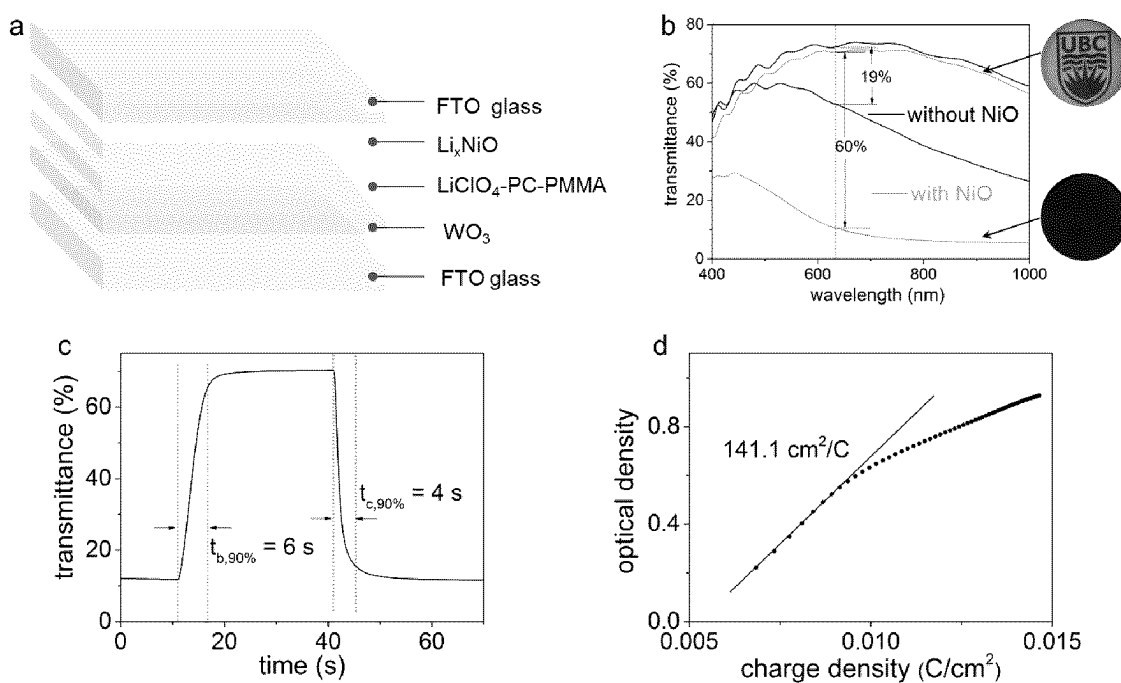 a
FTO glass
LiₓNiO
LiClO₄-PC-PMMA
WO₃
FTO glass
b
80
60
40
20
0
transmittance (%)
400
600
800
1000
wavelength (nm)
19%
60%
without NiO
with NiO
UBC
c
60
40
20
0
transmittance (%)
0
20
40
60
time (s)
t_b,90% = 6 s
t_c,90% = 4 s
d
0.8
0.4
0.0
optical density
0.005
0.010
0.015
charge density (C/cm²)
141.1 cm²/C